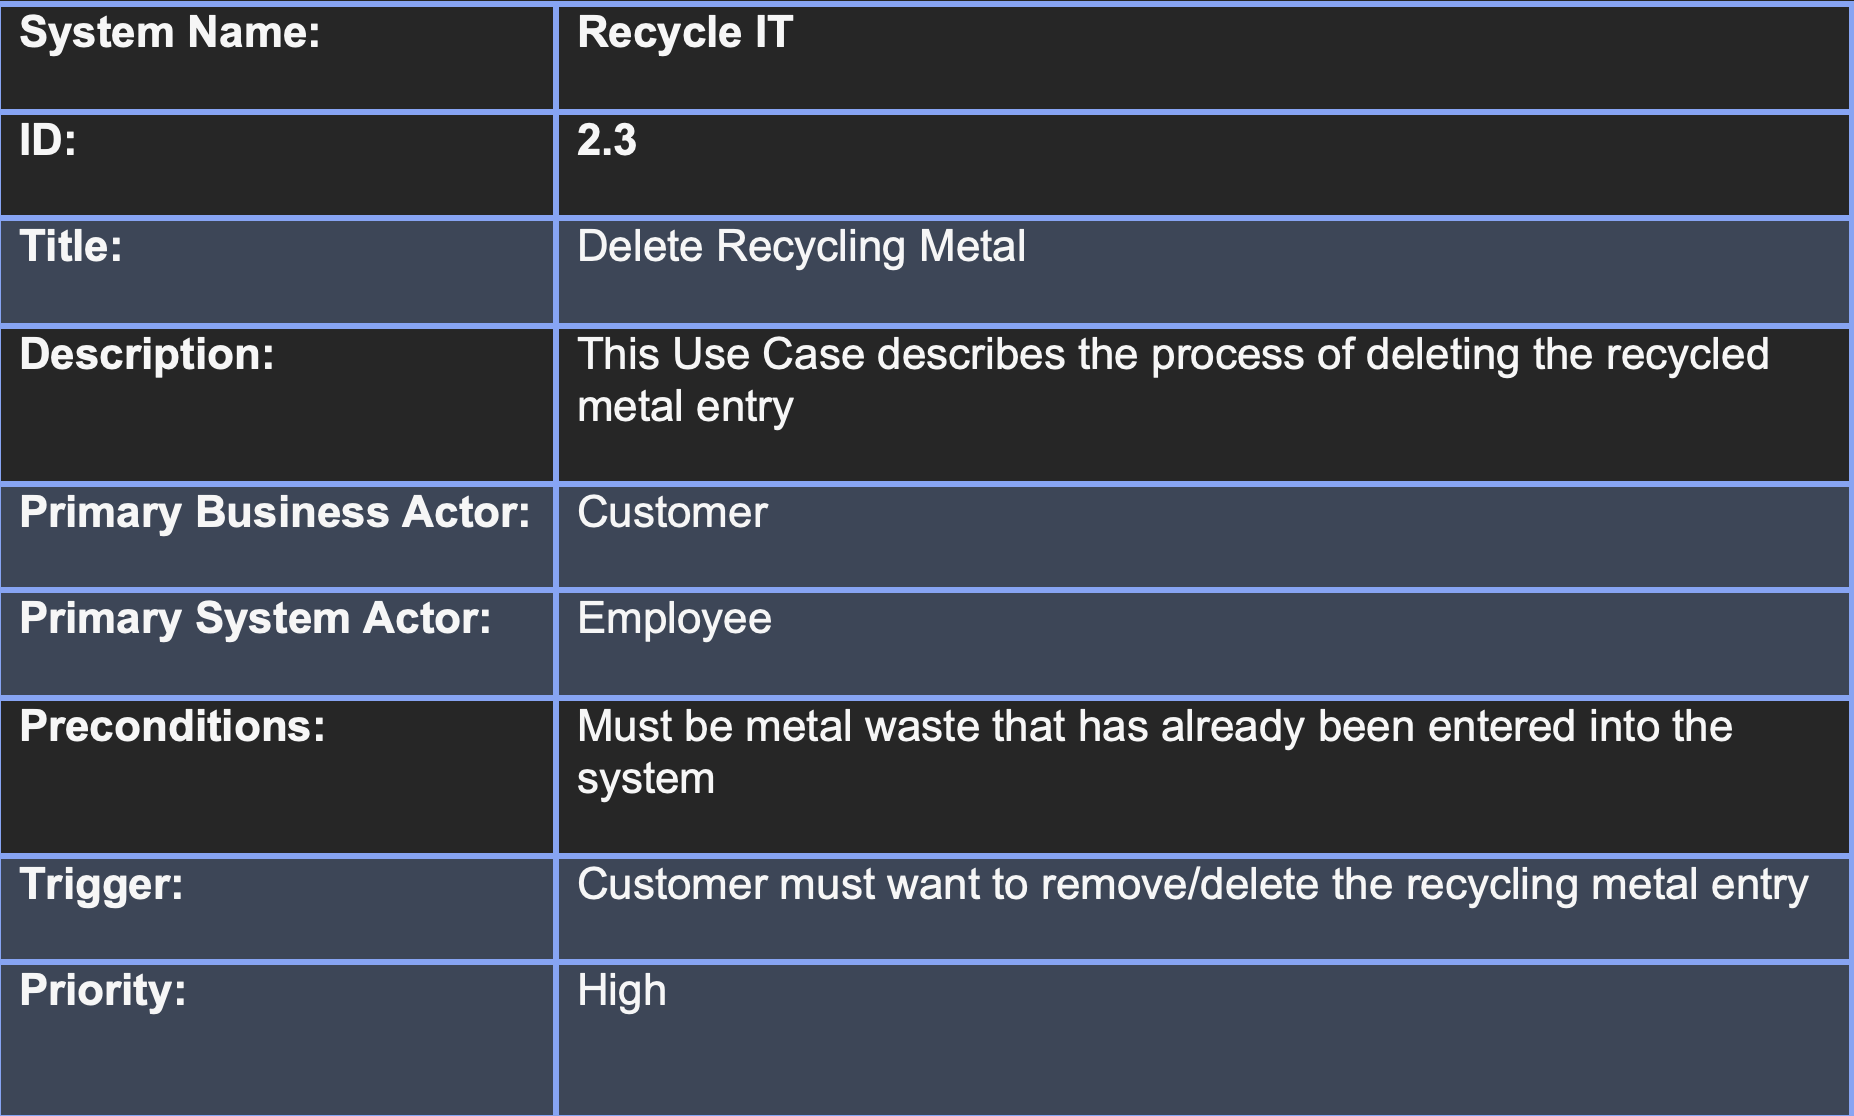 System Name: Recycle IT
ID: 2.3
Title: Delete Recycling Metal
Description: This Use Case describes the process of deleting the recycled
metal entry
Primary Business Actor: Customer
Primary System Actor: Employee
Preconditions: Must be metal waste that has already been entered into the
system
Trigger: Customer must want to remove/delete the recycling metal entry
Priority: High